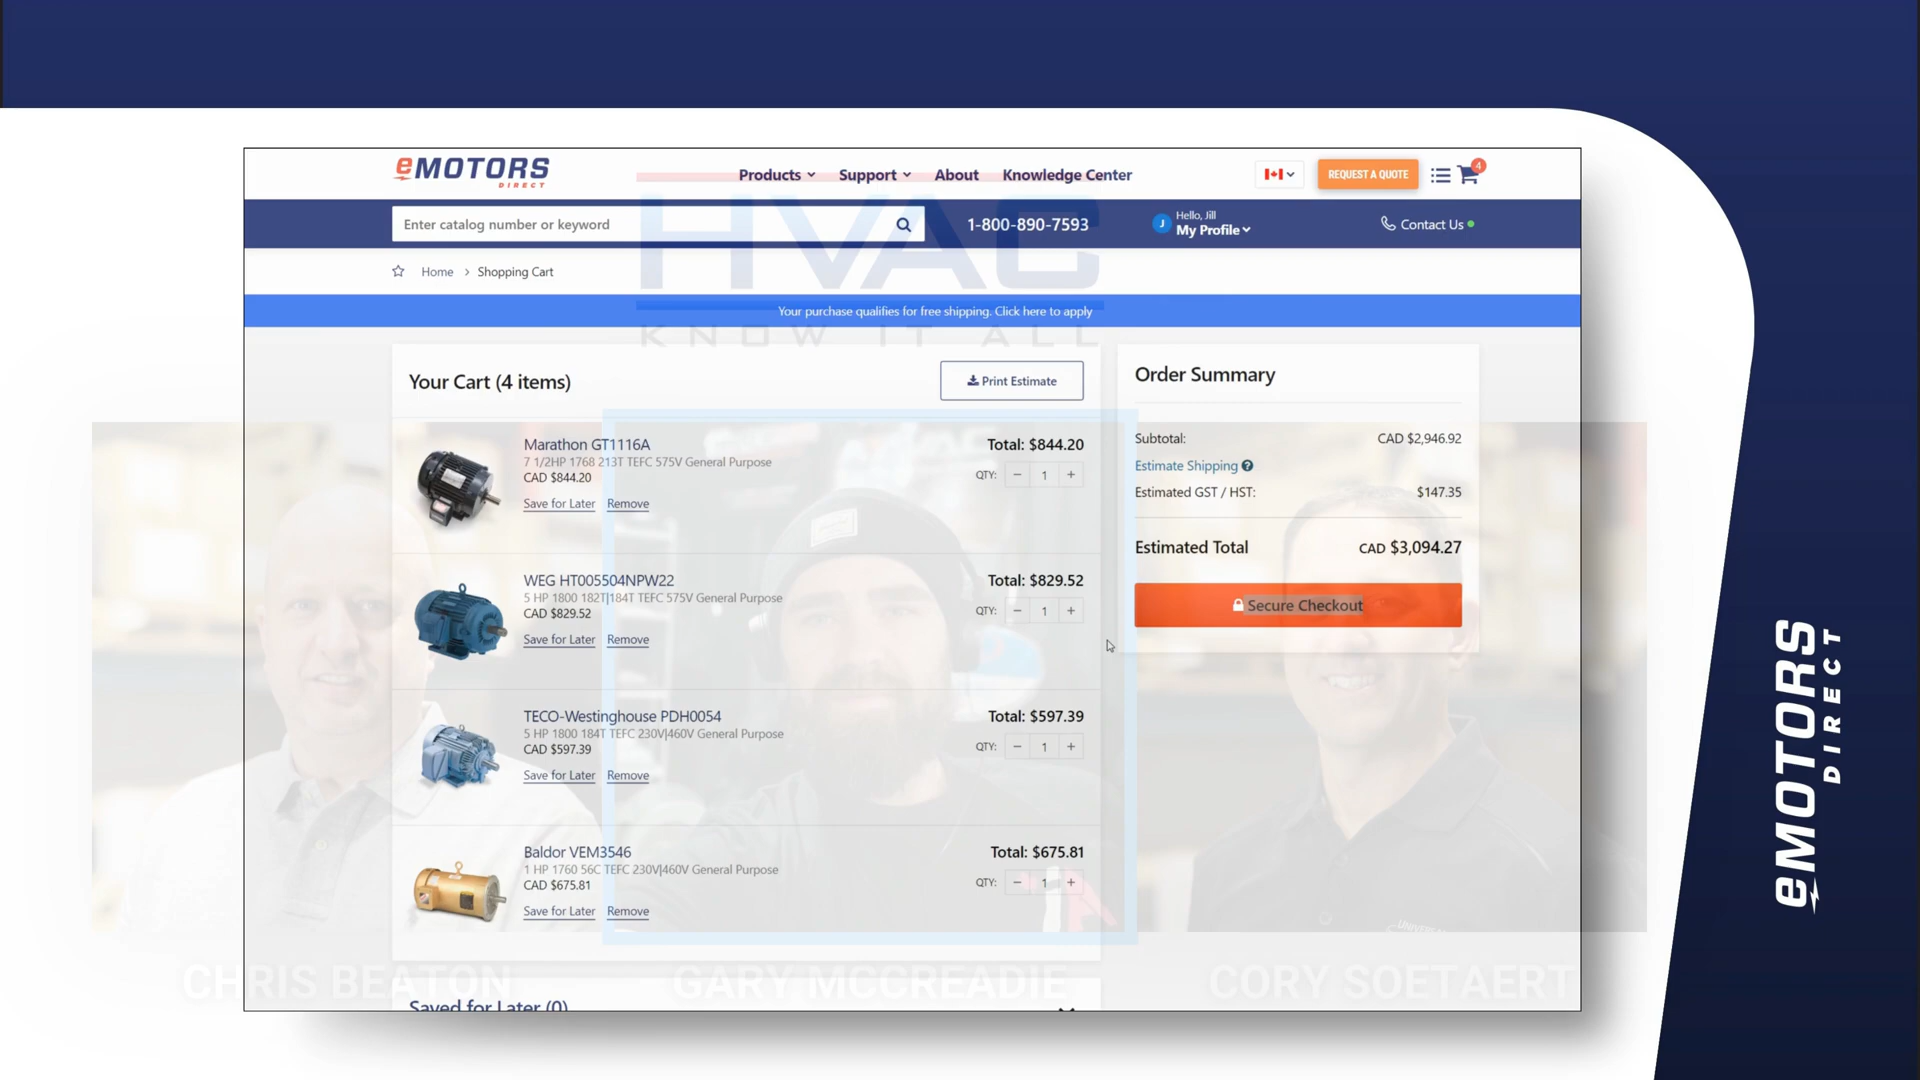 eMOTORS
DIRECT
Products
Support
About
Knowledge Center
REQUEST A QUOTE
4
Enter catalog number or keyword
1-800-890-7593
J
Hello, Jill
My Profile
Contact Us
HVAC
KNOW IT ALL
Home > Shopping Cart
Your purchase qualifies for free shipping. Click here to apply
Your Cart (4 items)
Print Estimate
Marathon GT1116A
7 1/2HP 1768 213T TEFC 575V General Purpose
CAD $844.20
Save for Later Remove
Total: $844.20
QTY: − 1 +
WEG HT005504NPW22
5 HP 1800 182T|184T TEFC 575V General Purpose
CAD $829.52
Save for Later Remove
Total: $829.52
QTY: − 1 +
TECO-Westinghouse PDH0054
5 HP 1800 184T TEFC 230V|460V General Purpose
CAD $597.39
Save for Later Remove
Total: $597.39
QTY: − 1 +
Baldor VEM3546
1 HP 1760 56C TEFC 230V|460V General Purpose
CAD $675.81
Save for Later Remove
Total: $675.81
QTY: − 1 +
Saved for Later (0)
Order Summary
Subtotal: CAD $2,946.92
Estimate Shipping ?
Estimated GST / HST: $147.35
Estimated Total CAD $3,094.27
Secure Checkout
CHRIS BEATON
GARY MCCREADIE
CORY SOETAERT
eMOTORS
DIRECT